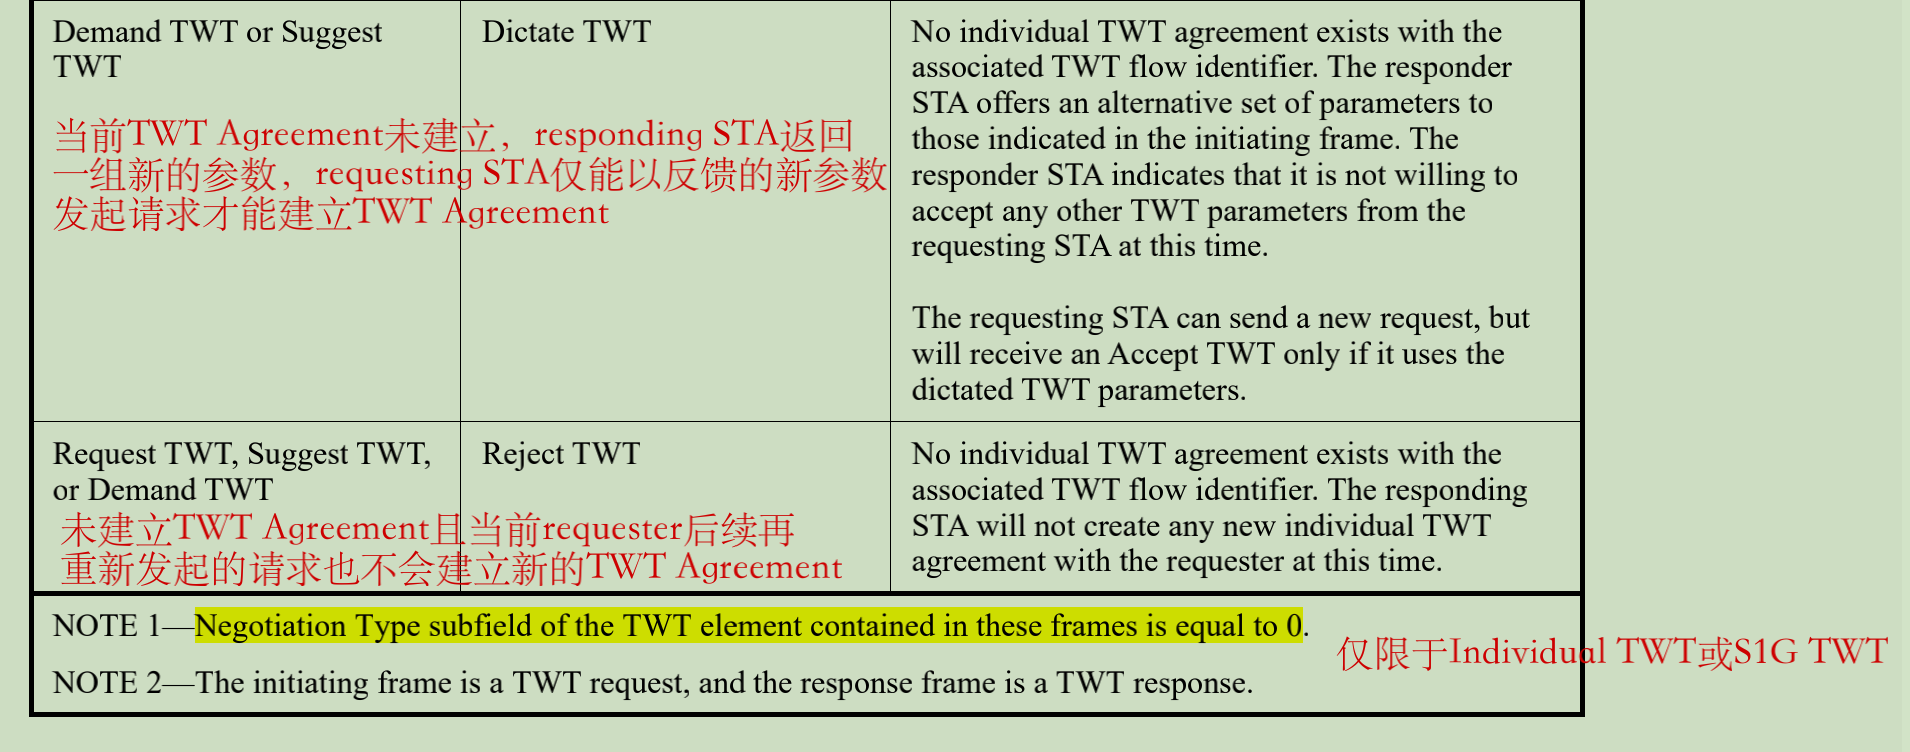 Demand TWT or Suggest
TWT
当前TWT Agreement未建立，responding STA返回
一组新的参数，requesting STA仅能以反馈的新参数
发起请求才能建立TWT Agreement
Dictate TWT
No individual TWT agreement exists with the
associated TWT flow identifier. The responder
STA offers an alternative set of parameters to
those indicated in the initiating frame. The
responder STA indicates that it is not willing to
accept any other TWT parameters from the
requesting STA at this time.
The requesting STA can send a new request, but
will receive an Accept TWT only if it uses the
dictated TWT parameters.
Request TWT, Suggest TWT,
or Demand TWT
未建立TWT Agreement且当前requester后续再
重新发起的请求也不会建立新的TWT Agreement
Reject TWT
No individual TWT agreement exists with the
associated TWT flow identifier. The responding
STA will not create any new individual TWT
agreement with the requester at this time.
NOTE 1—Negotiation Type subfield of the TWT element contained in these frames is equal to 0.
仅限于Individual TWT或S1G TWT
NOTE 2—The initiating frame is a TWT request, and the response frame is a TWT response.